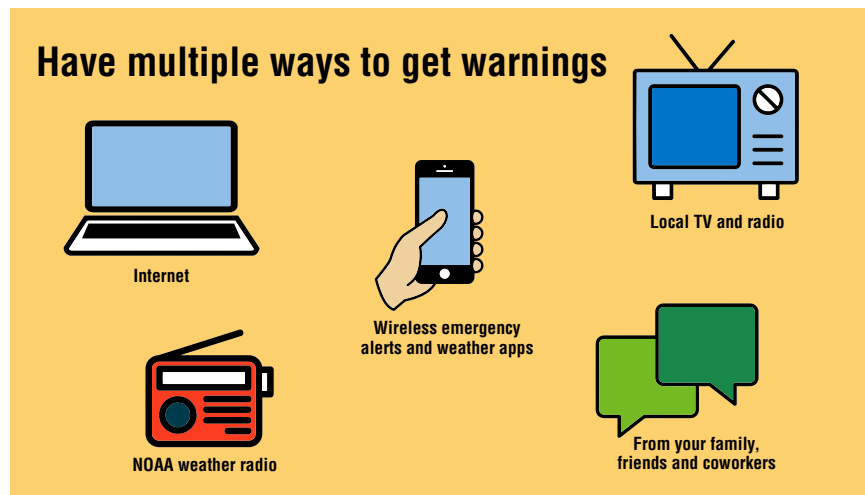 Have multiple ways to get warnings
Local TV and radio
Internet
Wireless emergency
alerts and weather apps
NOAA weather radio
From your family,
friends and coworkers